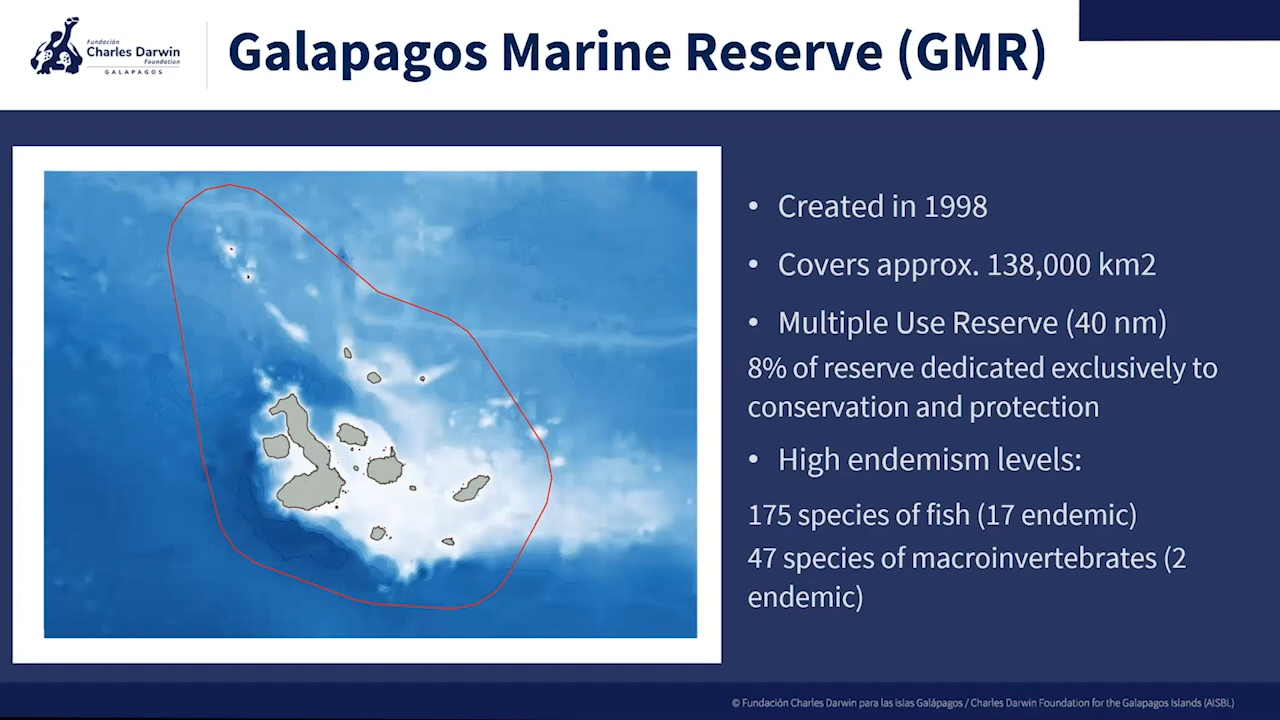 Fundación
Charles Darwin
Foundation
GALAPAGOS
Galapagos Marine Reserve (GMR)
• Created in 1998
• Covers approx. 138,000 km2
• Multiple Use Reserve (40 nm)
8% of reserve dedicated exclusively to
conservation and protection
• High endemism levels:
175 species of fish (17 endemic)
47 species of macroinvertebrates (2
endemic)
© Fundación Charles Darwin para las islas Galápagos / Charles Darwin Foundation for the Galapagos Islands (AISBL)